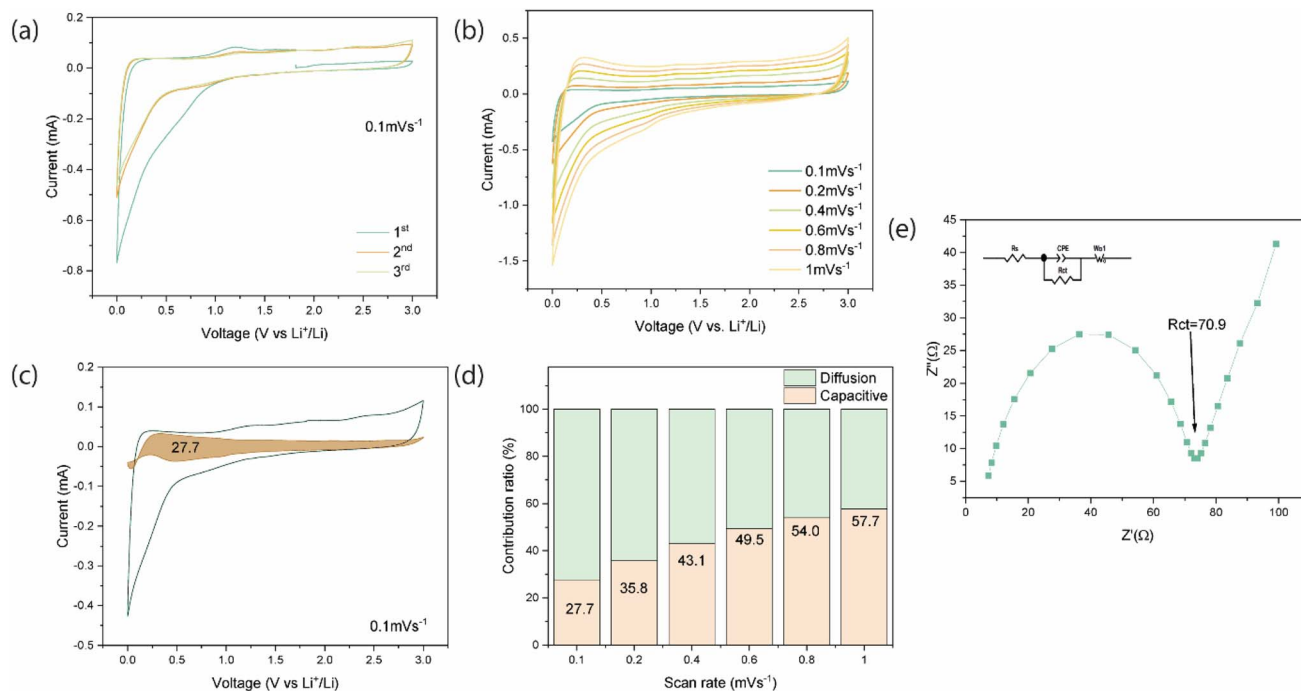 (a)
0.2
0.0
-0.2
-0.4
-0.6
-0.8
Current (mA)
0.1mVs⁻¹
1st
2nd
3rd
0.0 0.5 1.0 1.5 2.0 2.5 3.0
Voltage (V vs Li⁺/Li)
(b)
0.5
0.0
-0.5
-1.0
-1.5
Current (mA)
0.1mVs⁻¹
0.2mVs⁻¹
0.4mVs⁻¹
0.6mVs⁻¹
0.8mVs⁻¹
1mVs⁻¹
0.0 0.5 1.0 1.5 2.0 2.5 3.0
Voltage (V vs. Li⁺/Li)
(c)
0.2
0.1
0.0
-0.1
-0.2
-0.3
-0.4
-0.5
Current (mA)
27.7
0.1mVs⁻¹
0.0 0.5 1.0 1.5 2.0 2.5 3.0
Voltage (V vs Li⁺/Li)
(d)
Diffusion
Capacitive
100
80
60
40
20
0
Contribution ratio (%)
27.7 35.8 43.1 49.5 54.0 57.7
0.1 0.2 0.4 0.6 0.8 1
Scan rate (mVs⁻¹)
(e)
45
40
35
30
25
20
15
10
5
Z"(Ω)
Rs CPE Wo1
Rct
Rct=70.9
0 20 40 60 80 100
Z'(Ω)